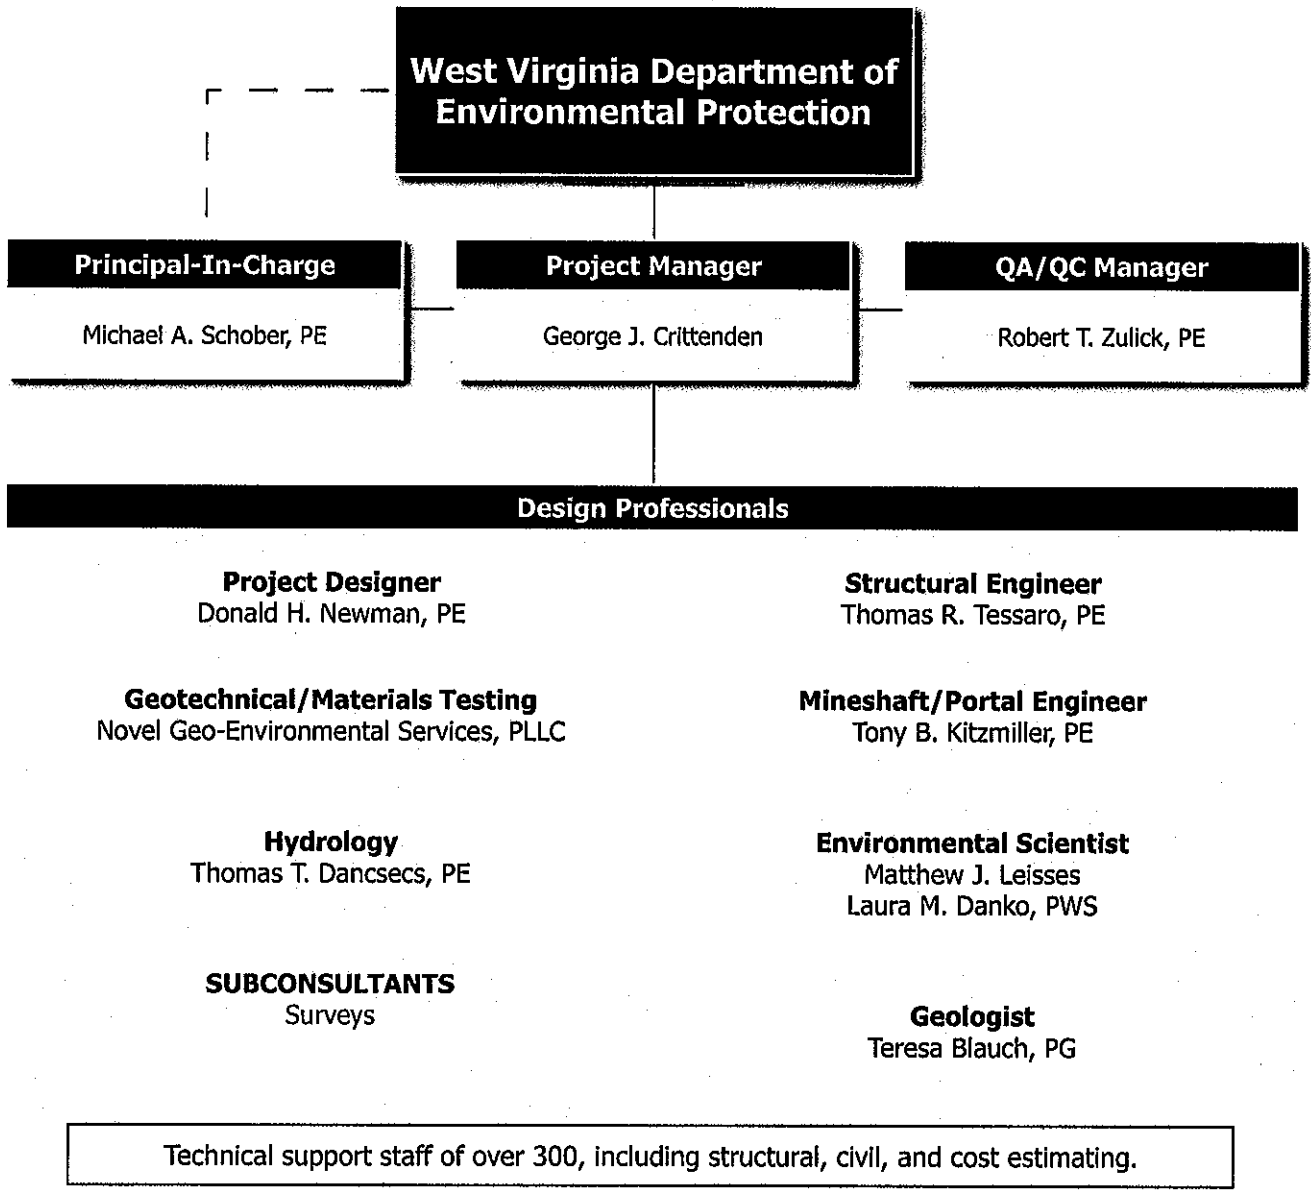 West Virginia Department of
Environmental Protection
Principal-In-Charge
Michael A. Schober, PE
Project Manager
George J. Crittenden
QA/QC Manager
Robert T. Zulick, PE
Design Professionals
Project Designer
Donald H. Newman, PE
Structural Engineer
Thomas R. Tessaro, PE
Geotechnical/Materials Testing
Novel Geo-Environmental Services, PLLC
Mineshaft/Portal Engineer
Tony B. Kitzmiller, PE
Hydrology
Thomas T. Dancsecs, PE
Environmental Scientist
Matthew J. Leisses
Laura M. Danko, PWS
SUBCONSULTANTS
Surveys
Geologist
Teresa Blauch, PG
Technical support staff of over 300, including structural, civil, and cost estimating.